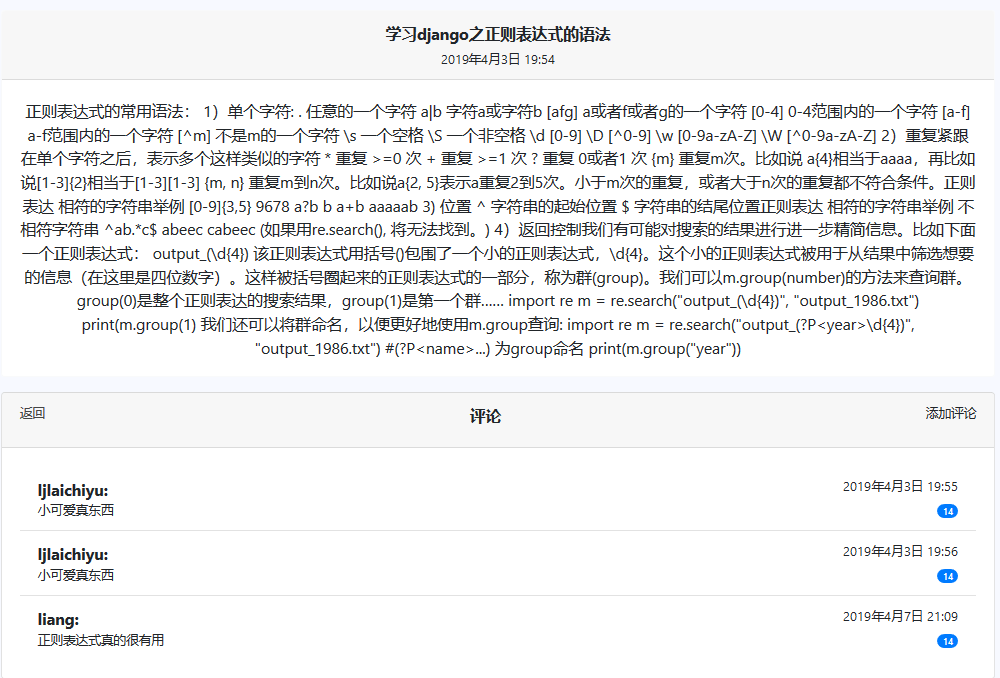 学习django之正则表达式的语法
2019年4月3日 19:54
正则表达式的常用语法： 1）单个字符: . 任意的一个字符 a|b 字符a或字符b [afg] a或者f或者g的一个字符 [0-4] 0-4范围内的一个字符 [a-f]
a-f范围内的一个字符 [^m] 不是m的一个字符 \s 一个空格 \S 一个非空格 \d [0-9] \D [^0-9] \w [0-9a-zA-Z] \W [^0-9a-zA-Z] 2）重复紧跟
在单个字符之后，表示多个这样类似的字符 * 重复 >=0 次 + 重复 >=1 次 ? 重复 0或者1 次 {m} 重复m次。比如说 a{4}相当于aaaa，再比如
说[1-3]{2}相当于[1-3][1-3] {m, n} 重复m到n次。比如说a{2, 5}表示a重复2到5次。小于m次的重复，或者大于n次的重复都不符合条件。正则
表达 相符的字符串举例 [0-9]{3,5} 9678 a?b b a+b aaaaab 3) 位置 ^ 字符串的起始位置 $ 字符串的结尾位置正则表达 相符的字符串举例 不
相符字符串 ^ab.*c$ abeec cabeec (如果用re.search(), 将无法找到。) 4）返回控制我们有可能对搜索的结果进行进一步精简信息。比如下面
一个正则表达式： output_(\d{4}) 该正则表达式用括号()包围了一个小的正则表达式，\d{4}。这个小的正则表达式被用于从结果中筛选想要
的信息（在这里是四位数字）。这样被括号圈起来的正则表达式的一部分，称为群(group)。我们可以m.group(number)的方法来查询群。
group(0)是整个正则表达的搜索结果，group(1)是第一个群…… import re m = re.search("output_(\d{4})", "output_1986.txt")
print(m.group(1) 我们还可以将群命名，以便更好地使用m.group查询: import re m = re.search("output_(?P<year>\d{4})",
"output_1986.txt") #(?P<name>...) 为group命名 print(m.group("year"))
返回 评论 添加评论
ljlaichiyu: 2019年4月3日 19:55
小可爱真东西 14
ljlaichiyu: 2019年4月3日 19:56
小可爱真东西 14
liang: 2019年4月7日 21:09
正则表达式真的很有用 14